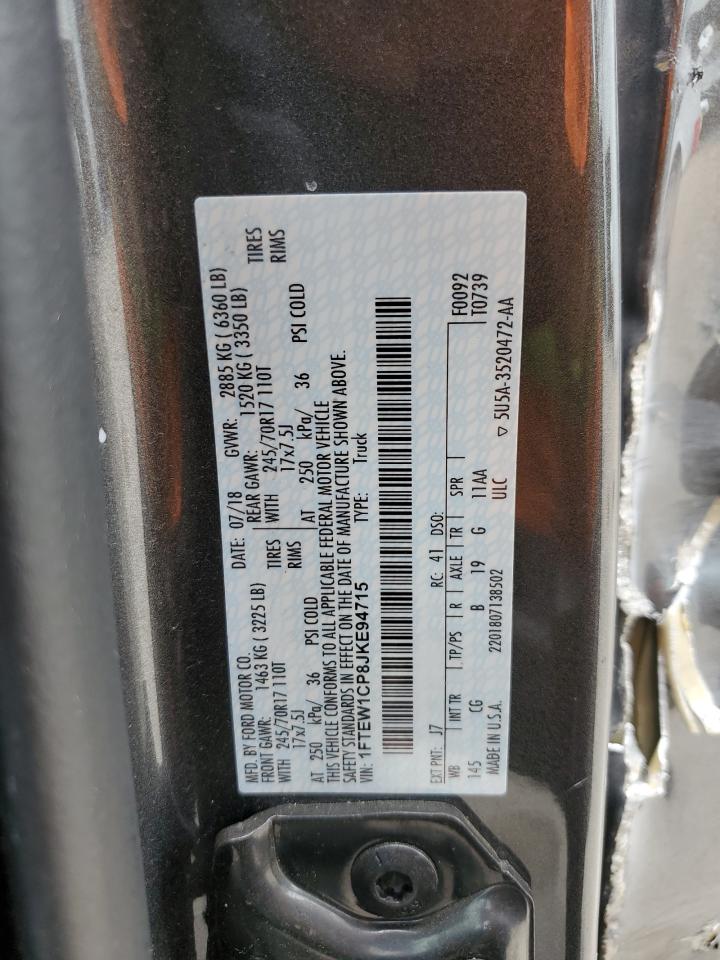 MFD. BY FORD MOTOR CO.
DATE: 07/18 GVWR: 2885 KG ( 6360 LB)
FRONT GAWR: 1463 KG ( 3225 LB) REAR GAWR: 1520 KG ( 3350 LB)
WITH 245/70R17 110T TIRES WITH 245/70R17 110T TIRES
17x7.5J RIMS 17x7.5J RIMS
AT 250 kPa/ 36 PSI COLD AT 250 kPa/ 36 PSI COLD
THIS VEHICLE CONFORMS TO ALL APPLICABLE FEDERAL MOTOR VEHICLE
SAFETY STANDARDS IN EFFECT ON THE DATE OF MANUFACTURE SHOWN ABOVE.
VIN: 1FTEW1CP8JKE94715 TYPE: Truck
EXT PNT: J7 RC: 41 DSO: F0092
WB INT TR TP/PS R AXLE TR SPR T0739
145 CG B 19 G 11AA
MADE IN U.S.A. 2201807138502 ULC ▽ 5U5A-3520472-AA